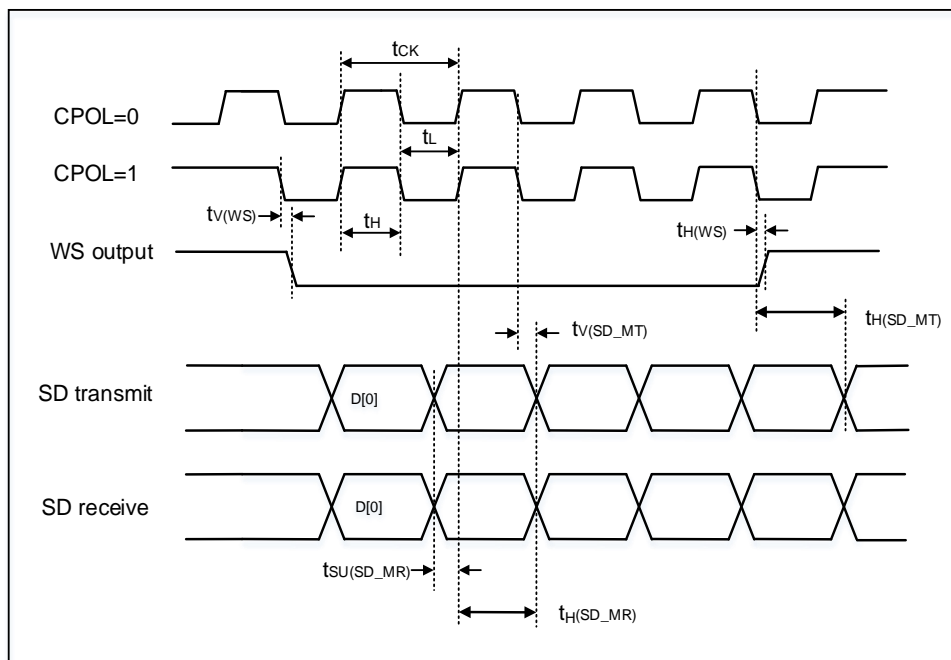 tCK
CPOL=0
tL
CPOL=1
tV(WS)
tH
tH(WS)
WS output
tV(SD_MT)
tH(SD_MT)
SD transmit
D[0]
SD receive
D[0]
tSU(SD_MR)
tH(SD_MR)